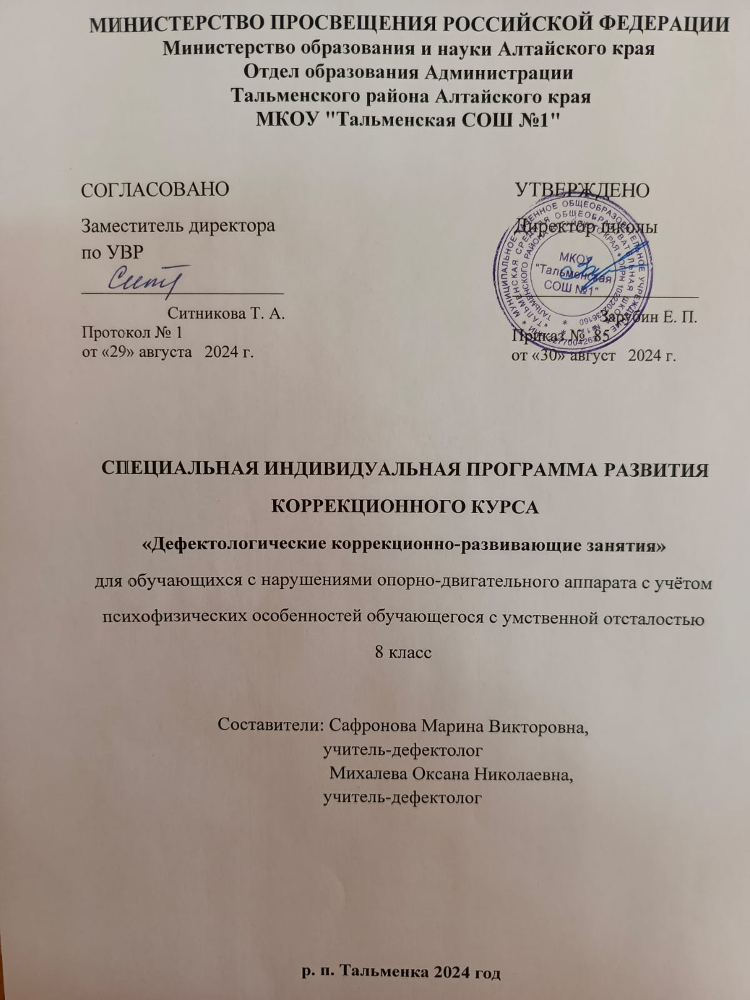 МИНИСТЕРСТВО ПРОСВЕЩЕНИЯ РОССИЙСКОЙ ФЕДЕРАЦИИ
Министерство образования и науки Алтайского края
Отдел образования Администрации
Тальменского района Алтайского края
МКОУ "Тальменская СОШ №1"
СОГЛАСОВАНО
Заместитель директора
по УВР
Ситникова Т. А.
Протокол № 1
от «29» августа 2024 г.
УТВЕРЖДЕНО
Директор школы
МКОУ
"Тальменская
СОШ №1"
Зарубин Е. П.
Приказ № 85
от «30» август 2024 г.
СПЕЦИАЛЬНАЯ ИНДИВИДУАЛЬНАЯ ПРОГРАММА РАЗВИТИЯ
КОРРЕКЦИОННОГО КУРСА
«Дефектологические коррекционно-развивающие занятия»
для обучающихся с нарушениями опорно-двигательного аппарата с учётом
психофизических особенностей обучающегося с умственной отсталостью
8 класс
Составители: Сафронова Марина Викторовна,
учитель-дефектолог
Михалева Оксана Николаевна,
учитель-дефектолог
р. п. Тальменка 2024 год